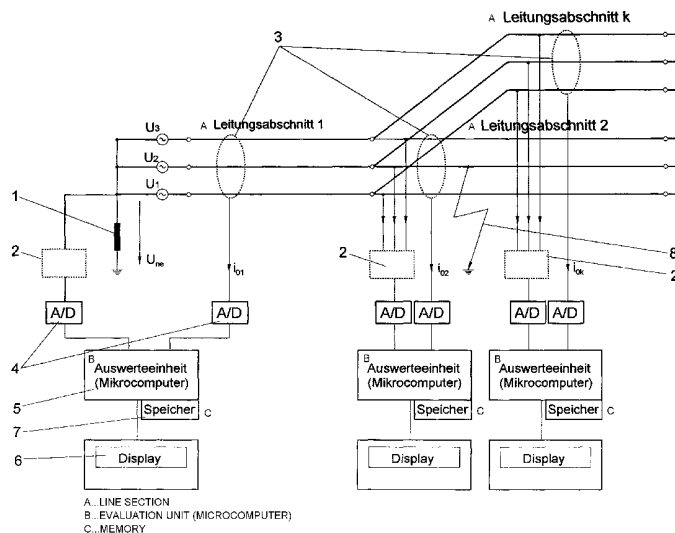 A Leitungsabschnitt k
3
U3
A Leitungsabschnitt 1
A Leitungsabschnitt 2
U2
U1
1
2
Une
i01
2
i02
i0k
8
2
A/D
A/D
A/D
A/D
A/D
A/D
4
B
Auswerteeinheit
(Mikrocomputer)
B
Auswerteeinheit
(Mikrocomputer)
B
Auswerteeinheit
(Mikrocomputer)
5
Speicher C
Speicher C
Speicher C
7
6
Display
Display
Display
A...LINE SECTION
B...EVALUATION UNIT (MICROCOMPUTER)
C...MEMORY